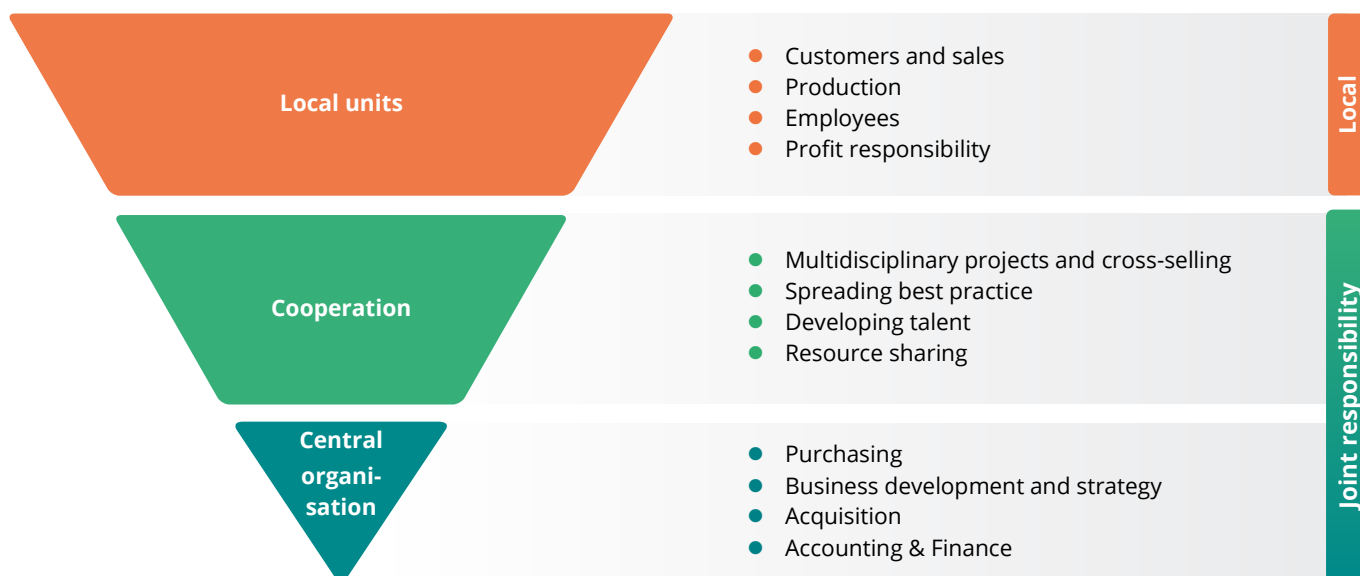 Local units
Customers and sales
Production
Employees
Profit responsibility
Local
Cooperation
Multidisciplinary projects and cross-selling
Spreading best practice
Developing talent
Resource sharing
Joint responsibility
Central
organi-
sation
Purchasing
Business development and strategy
Acquisition
Accounting & Finance